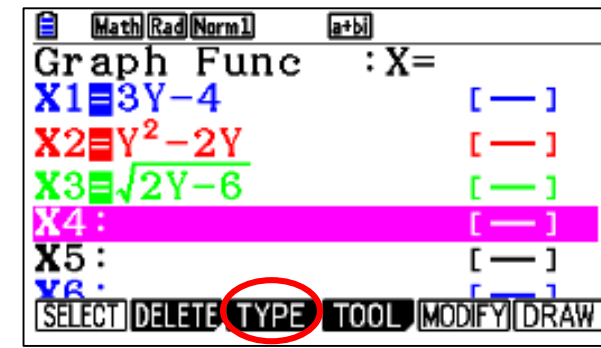 Math Rad Norm1 a+bi
Graph Func :X=
X1=3Y−4 [—]
X2=Y²−2Y [—]
X3=√2Y−6 [—]
X4: [—]
X5: [—]
X6: [—]
SELECT DELETE TYPE TOOL MODIFY DRAW